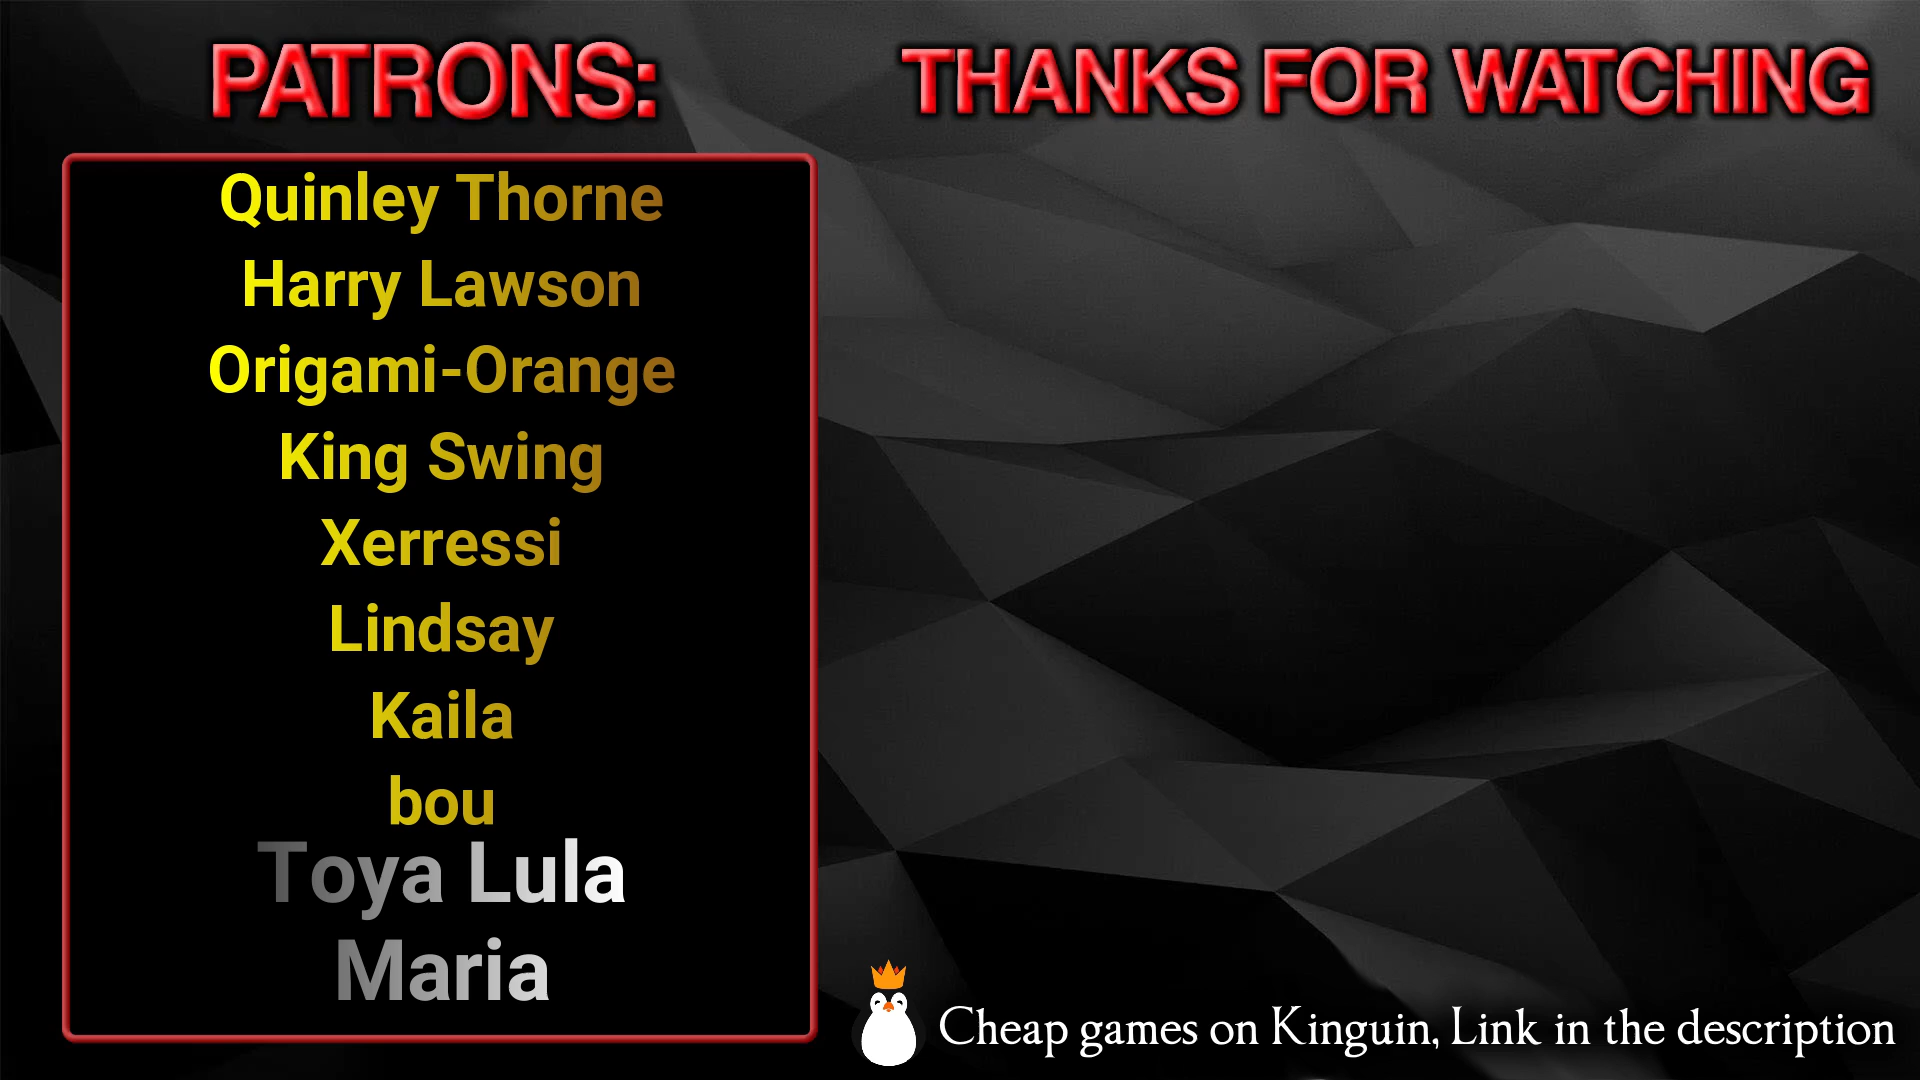 PATRONS:
THANKS FOR WATCHING
Quinley Thorne
Harry Lawson
Origami-Orange
King Swing
Xerressi
Lindsay
Kaila
bou
Toya Lula
Maria
Cheap games on Kinguin, Link in the description